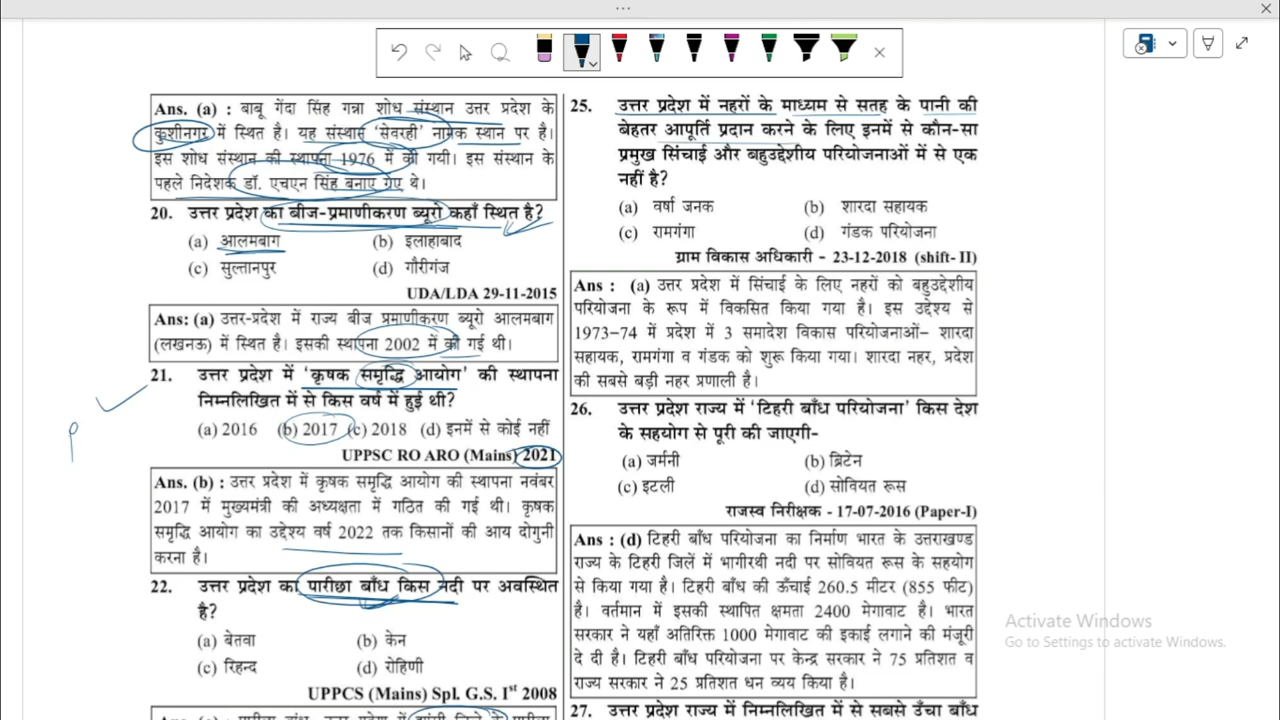 Ans. (a) : बाबू गेंदा सिंह गन्ना शोध संस्थान उत्तर प्रदेश के
कुशीनगर में स्थित है। यह संस्थान 'सेवरही' नामक स्थान पर है।
इस शोध संस्थान की स्थापना 1976 में की गयी। इस संस्थान के
पहले निदेशक डॉ. एचएन सिंह बनाए गए थे।
20. उत्तर प्रदेश का बीज-प्रमाणीकरण ब्यूरो कहाँ स्थित है?
(a) आलमबाग (b) इलाहाबाद
(c) सुल्तानपुर (d) गौरीगंज
UDA/LDA 29-11-2015
Ans: (a) उत्तर-प्रदेश में राज्य बीज प्रमाणीकरण ब्यूरो आलमबाग
(लखनऊ) में स्थित है। इसकी स्थापना 2002 में की गई थी।
21. उत्तर प्रदेश में 'कृषक समृद्धि आयोग' की स्थापना
निम्नलिखित में से किस वर्ष में हुई थी?
(a) 2016 (b) 2017 (c) 2018 (d) इनमें से कोई नहीं
UPPSC RO ARO (Mains) 2021
Ans. (b) : उत्तर प्रदेश में कृषक समृद्धि आयोग की स्थापना नवंबर
2017 में मुख्यमंत्री की अध्यक्षता में गठित की गई थी। कृषक
समृद्धि आयोग का उद्देश्य वर्ष 2022 तक किसानों की आय दोगुनी
करना है।
22. उत्तर प्रदेश का पारीछा बाँध किस नदी पर अवस्थित
है?
(a) बेतवा (b) केन
(c) रिहन्द (d) रोहिणी
UPPCS (Mains) Spl. G.S. Ist 2008
25. उत्तर प्रदेश में नहरों के माध्यम से सतह के पानी की
बेहतर आपूर्ति प्रदान करने के लिए इनमें से कौन-सा
प्रमुख सिंचाई और बहुउद्देशीय परियोजनाओं में से एक
नहीं है?
(a) वर्षा जनक (b) शारदा सहायक
(c) रामगंगा (d) गंडक परियोजना
ग्राम विकास अधिकारी - 23-12-2018 (shift- II)
Ans : (a) उत्तर प्रदेश में सिंचाई के लिए नहरों को बहुउद्देशीय
परियोजना के रूप में विकसित किया गया है। इस उद्देश्य से
1973–74 में प्रदेश में 3 समादेश विकास परियोजनाओं– शारदा
सहायक, रामगंगा व गंडक को शुरू किया गया। शारदा नहर, प्रदेश
की सबसे बड़ी नहर प्रणाली है।
26. उत्तर प्रदेश राज्य में 'टिहरी बाँध परियोजना' किस देश
के सहयोग से पूरी की जाएगी-
(a) जर्मनी (b) ब्रिटेन
(c) इटली (d) सोवियत रूस
राजस्व निरीक्षक - 17-07-2016 (Paper-I)
Ans : (d) टिहरी बाँध परियोजना का निर्माण भारत के उत्तराखण्ड
राज्य के टिहरी जिलें में भागीरथी नदी पर सोवियत रूस के सहयोग
से किया गया है। टिहरी बाँध की ऊँचाई 260.5 मीटर (855 फीट)
है। वर्तमान में इसकी स्थापित क्षमता 2400 मेगावाट है। भारत
सरकार ने यहाँ अतिरिक्त 1000 मेगावाट की इकाई लगाने की मंजूरी
दे दी है। टिहरी बाँध परियोजना पर केन्द्र सरकार ने 75 प्रतिशत व
राज्य सरकार ने 25 प्रतिशत धन व्यय किया है।
27. उत्तर प्रदेश राज्य में निम्नलिखित में से सबसे उँचा बाँध
Activate Windows
Go to Settings to activate Windows.